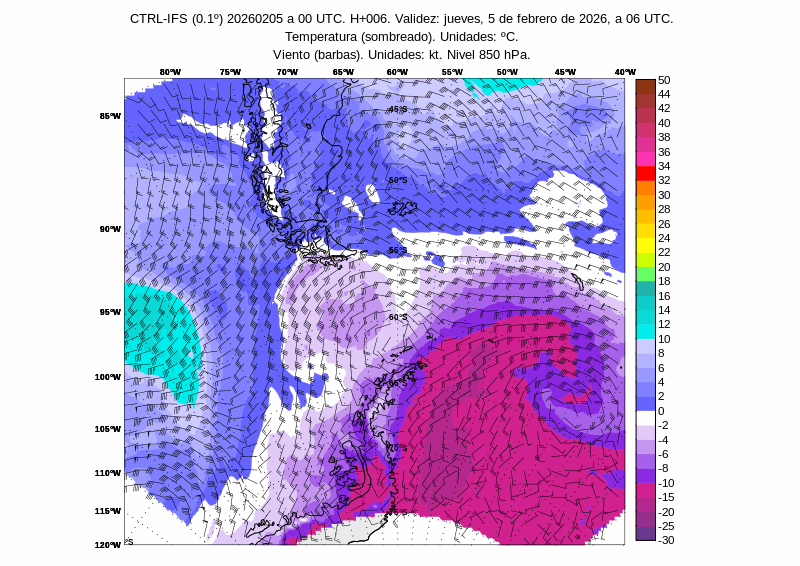 CTRL-IFS (0.1º) 20260205 a 00 UTC. H+006. Validez: jueves, 5 de febrero de 2026, a 06 UTC.
Temperatura (sombreado). Unidades: ºC.
Viento (barbas). Unidades: kt. Nivel 850 hPa.
80°W 75°W 70°W 65°W 60°W 55°W 50°W 45°W 40°W
85°W
90°W
95°W
100°W
105°W
110°W
115°W
120°W
45°S
50°S
55°S
60°S
65°S
70°S
75°S
°S
50
44
42
40
38
36
34
32
30
28
26
24
22
20
18
16
14
12
10
8
6
4
2
0
-2
-4
-6
-8
-10
-15
-20
-25
-30